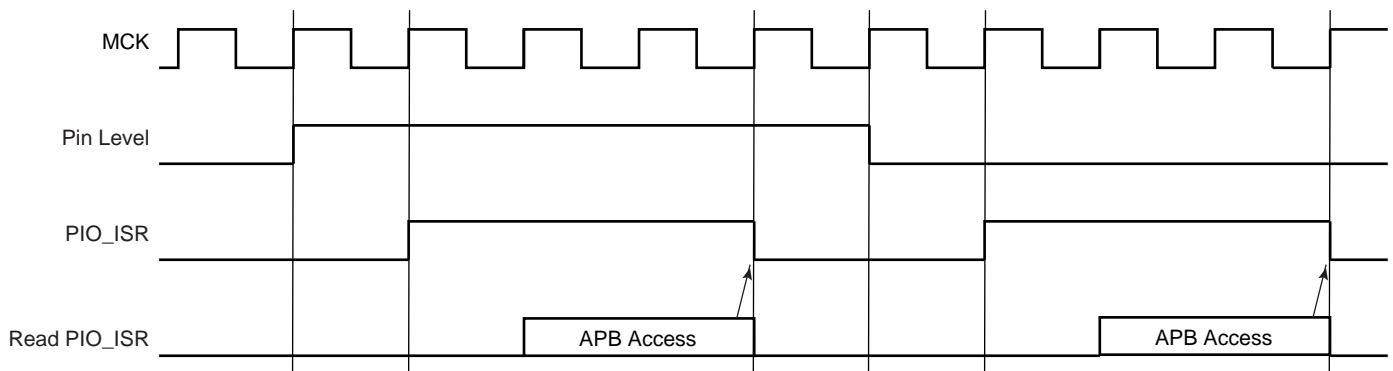 MCK
Pin Level
PIO_ISR
Read PIO_ISR
APB Access
APB Access